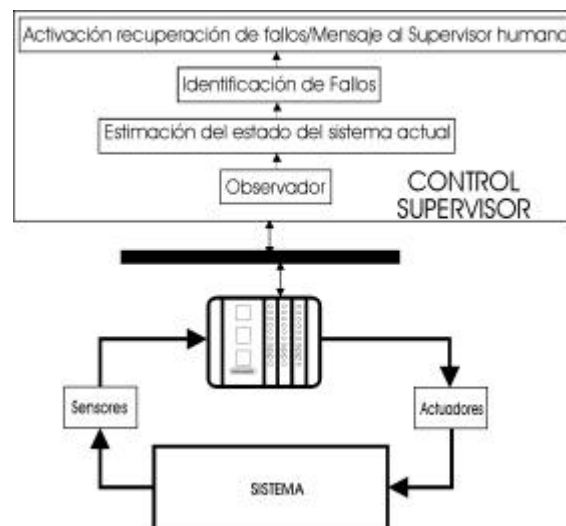 Activación recuperación de fallos/Mensaje al Supervisor humano
Identificación de Fallos
Estimación del estado del sistema actual
Observador
CONTROL
SUPERVISOR
Sensores
Actuadores
SISTEMA